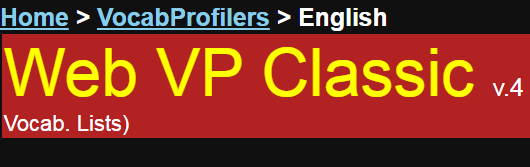 Home > VocabProfilers > English
Web VP Classic v.4
Vocab. Lists)